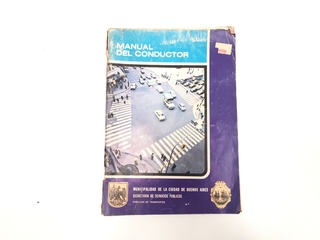 MANUAL
DEL CONDUCTOR
MUNICIPALIDAD DE LA CIUDAD DE BUENOS AIRES
SECRETARIA DE SERVICIOS PUBLICOS